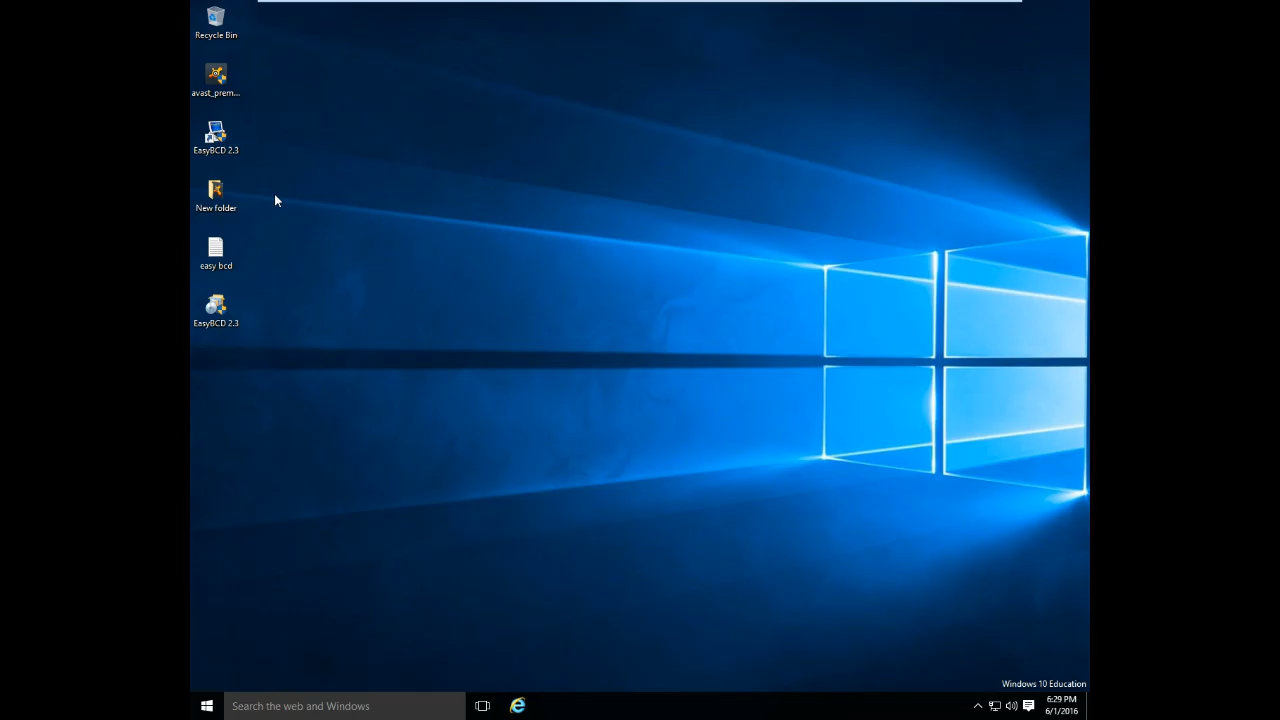 Recycle Bin
avast_prem...
EasyBCD 2.3
New folder
easy bcd
EasyBCD 2.3
Windows 10 Education
Search the web and Windows
6:29 PM
6/1/2016